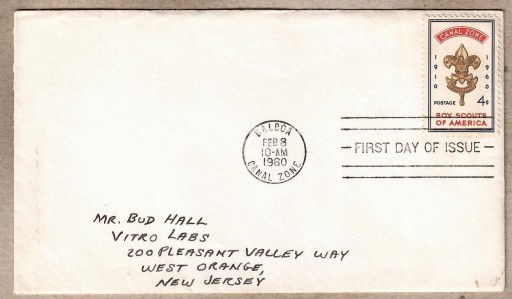 CANAL ZONE
1910 1960
POSTAGE 4¢
BOY SCOUTS
OF AMERICA
BALBOA
FEB 8
10-AM
1960
CANAL ZONE
FIRST DAY OF ISSUE
MR. BUD HALL
VITRO LABS
200 PLEASANT VALLEY WAY
WEST ORANGE,
NEW JERSEY